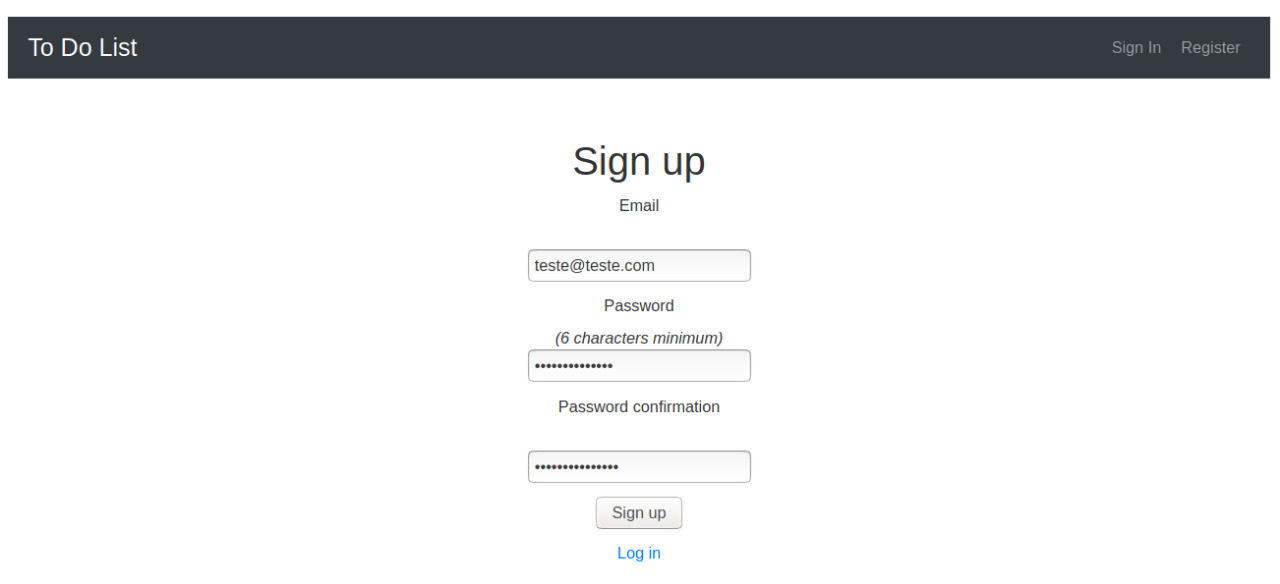 To Do List Sign In Register
Sign up
Email
teste@teste.com
Password
(6 characters minimum)
••••••••••••••
Password confirmation
•••••••••••••••
Sign up
Log in